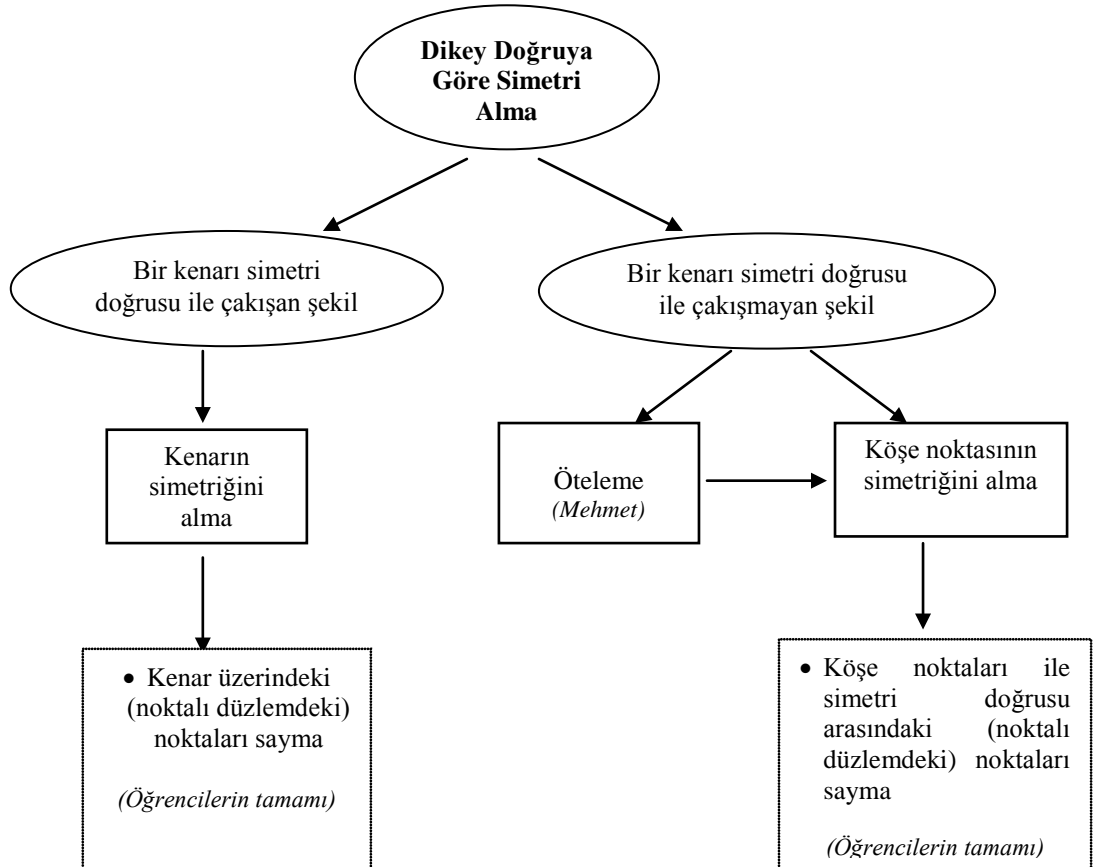 Dikey Doğruya
Göre Simetri
Alma
Bir kenarı simetri
doğrusu ile çakışan şekil
Bir kenarı simetri doğrusu
ile çakışmayan şekil
Kenarın
simetriğini
alma
Öteleme
(Mehmet)
Köşe noktasının
simetriğini alma
• Kenar üzerindeki
(noktalı düzlemdeki)
noktaları sayma
(Öğrencilerin tamamı)
• Köşe noktaları ile
simetri doğrusu
arasındaki (noktalı
düzlemdeki) noktaları
sayma
(Öğrencilerin tamamı)